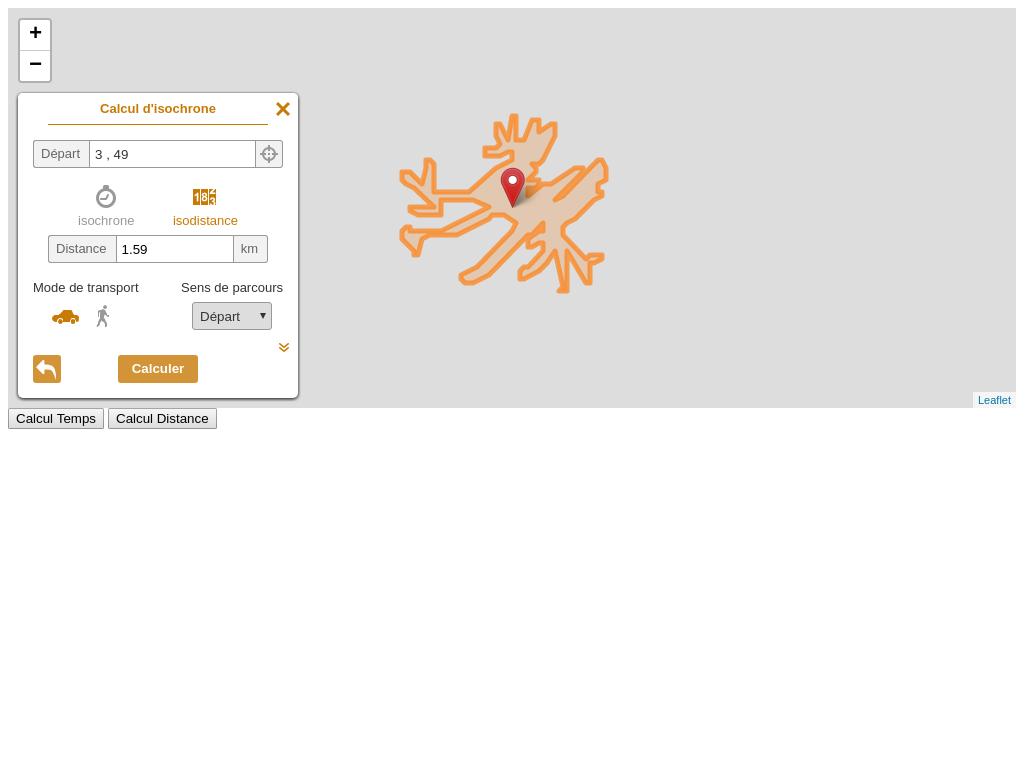 +
−
Calcul d'isochrone
Départ 3 , 49
isochrone isodistance
Distance 1.59 km
Mode de transport Sens de parcours
Départ
Calculer
Leaflet
Calcul Temps Calcul Distance